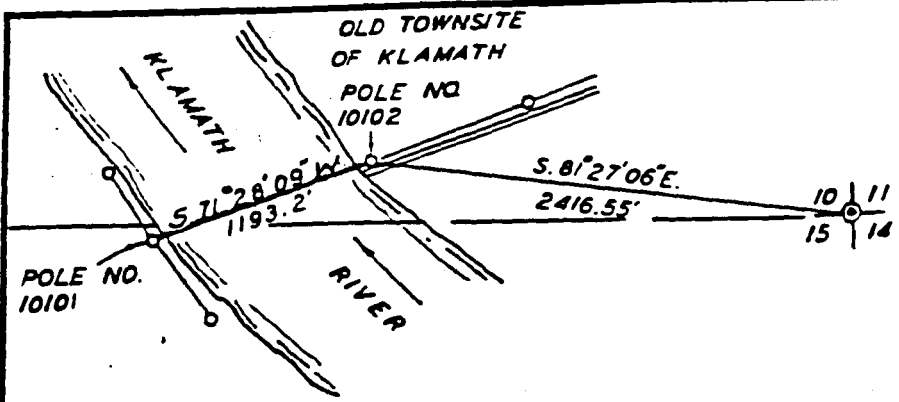 OLD TOWNSITE
OF KLAMATH
POLE NO.
10102
KLAMATH
S. 71°28'09" W.
1193.2'
S. 81°27'06" E.
2416.55'
10 11
15 14
POLE NO.
10101
RIVER